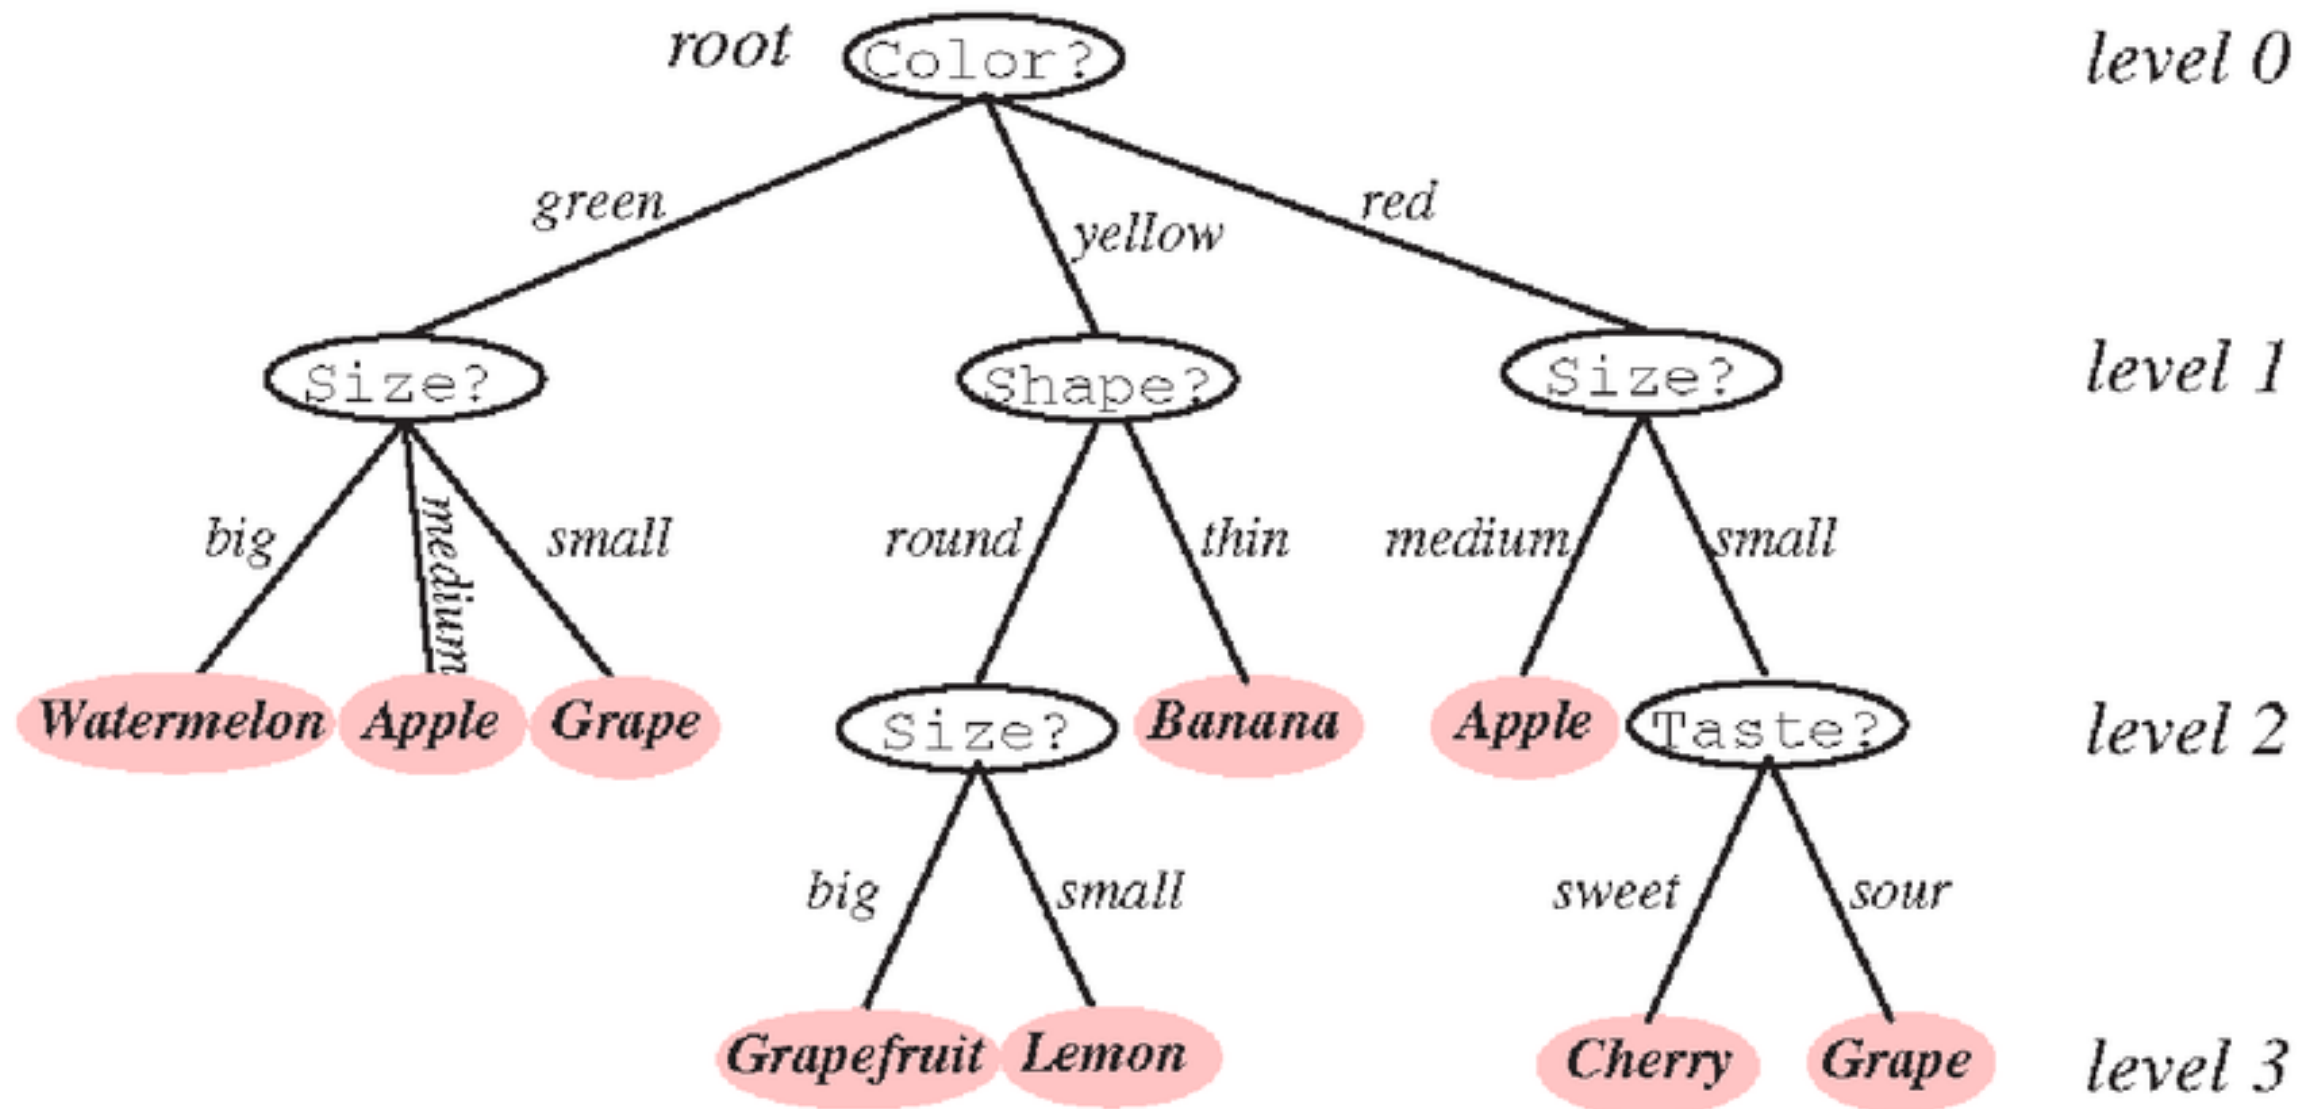 root Color? level 0
green yellow red
Size? Shape? Size? level 1
big medium small round thin medium small
Watermelon Apple Grape Size? Banana Apple Taste? level 2
big small sweet sour
Grapefruit Lemon Cherry Grape level 3